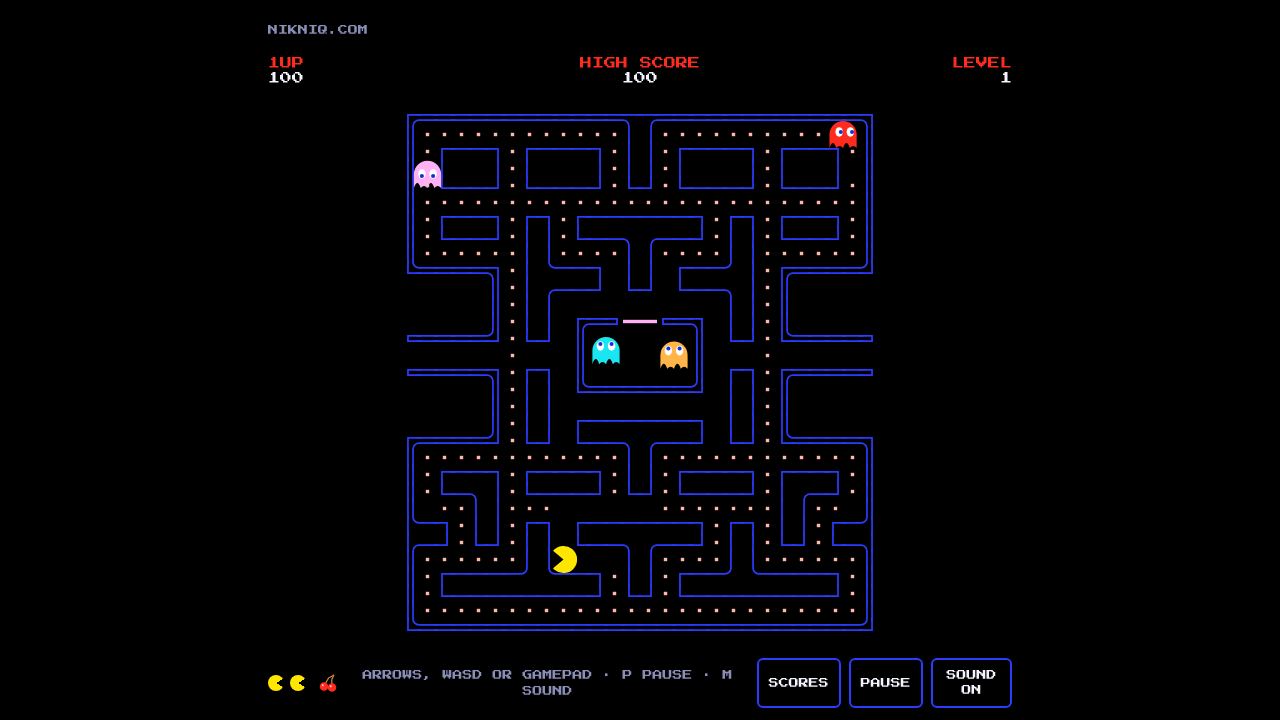 NIKNIQ.COM
1UP
100
HIGH SCORE
100
LEVEL
1
ARROWS, WASD OR GAMEPAD · P PAUSE · M
SOUND
SCORES
PAUSE
SOUND
ON